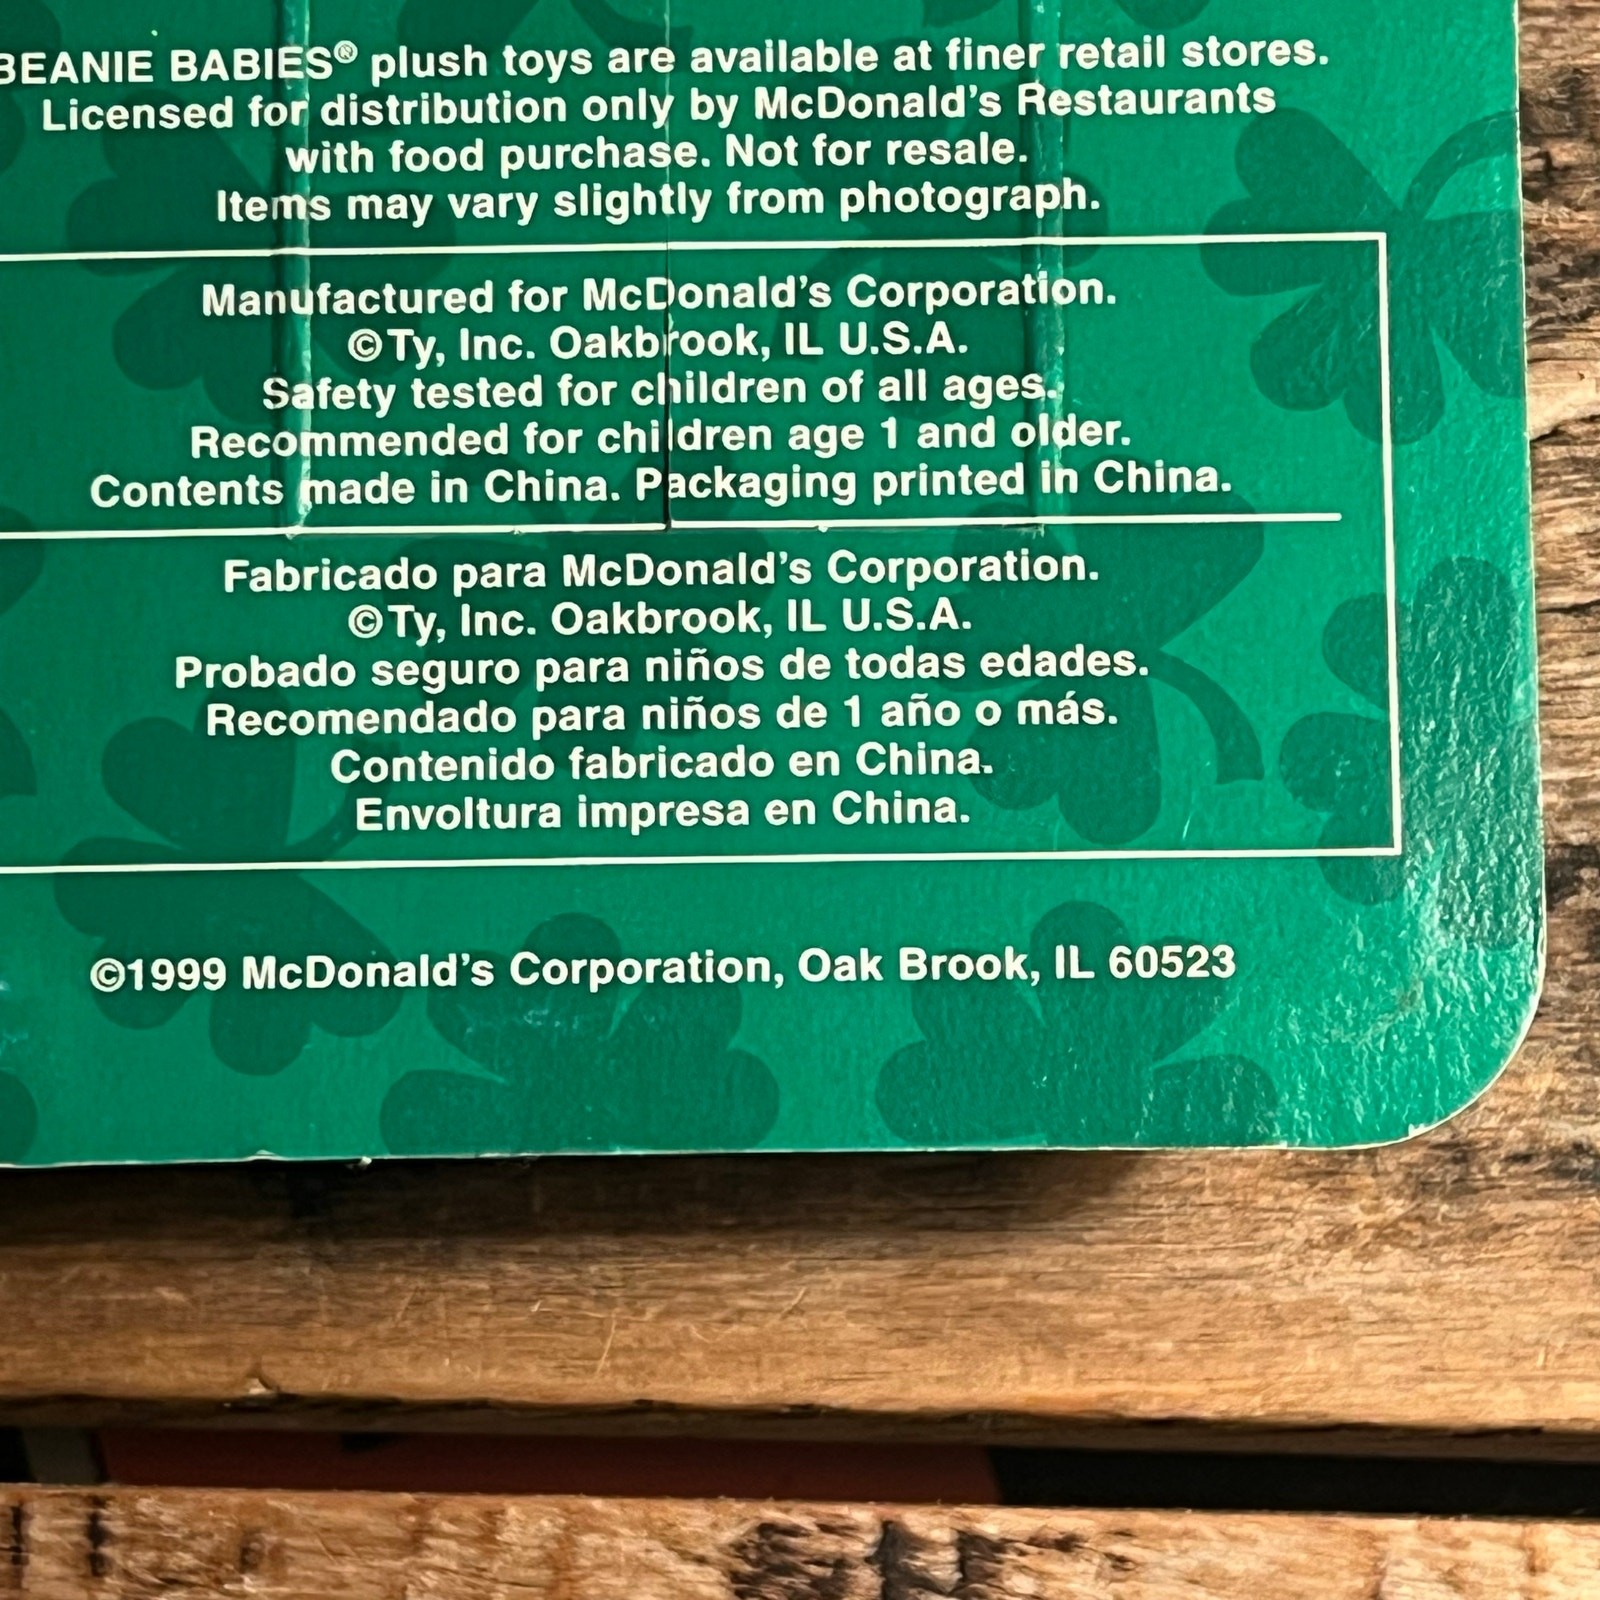 BEANIE BABIES® plush toys are available at finer retail stores.
Licensed for distribution only by McDonald's Restaurants
with food purchase. Not for resale.
Items may vary slightly from photograph.
Manufactured for McDonald's Corporation.
©Ty, Inc. Oakbrook, IL U.S.A.
Safety tested for children of all ages.
Recommended for children age 1 and older.
Contents made in China. Packaging printed in China.
Fabricado para McDonald's Corporation.
©Ty, Inc. Oakbrook, IL U.S.A.
Probado seguro para niños de todas edades.
Recomendado para niños de 1 año o más.
Contenido fabricado en China.
Envoltura impresa en China.
©1999 McDonald's Corporation, Oak Brook, IL 60523